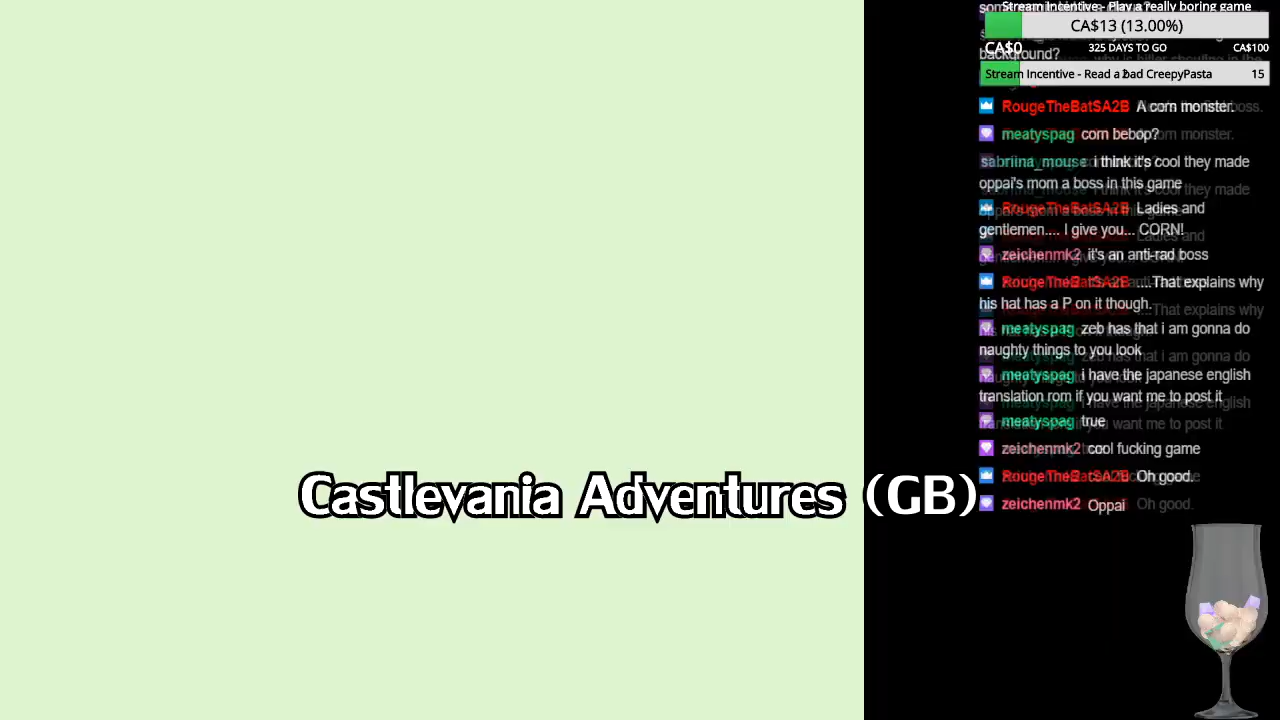 Stream Incentive - Play a really boring game
CA$13 (13.00%)
CA$0 325 DAYS TO GO CA$100
background?
Stream Incentive - Read a bad CreepyPasta 2 15
RougeTheBatSA2B A corn monster.
meatyspag corn bebop?
sabriina_mouse i think it's cool they made
oppai's mom a boss in this game
RougeTheBatSA2B Ladies and
gentlemen.... I give you... CORN!
zeichenmk2 it's an anti-rad boss
RougeTheBatSA2B ....That explains why
his hat has a P on it though.
meatyspag zeb has that i am gonna do
naughty things to you look
meatyspag i have the japanese english
translation rom if you want me to post it
meatyspag true
zeichenmk2 cool fucking game
RougeTheBatSA2B Oh good.
zeichenmk2 Oppai
Castlevania Adventures (GB)